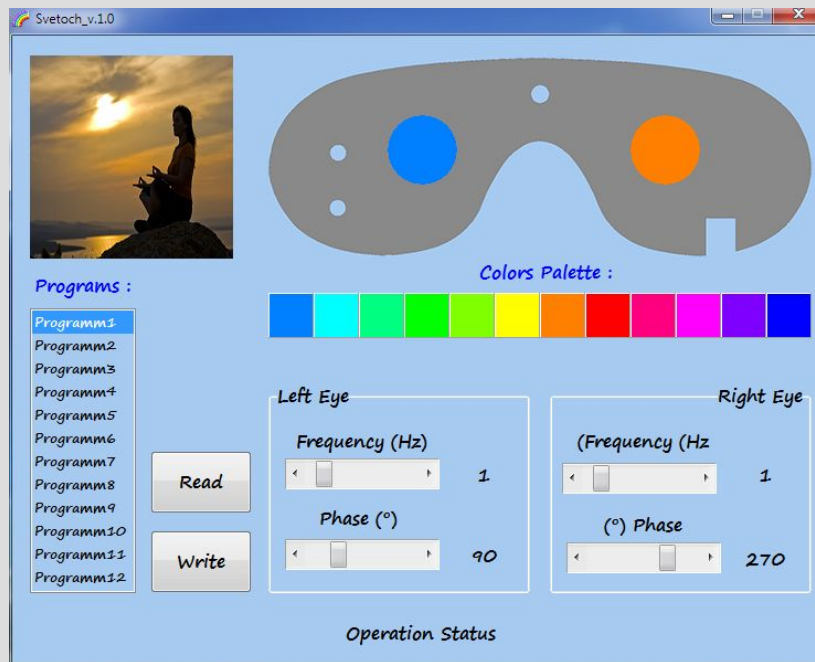 Svetoch_v.1.0
Colors Palette :
Programs :
Programm1
Programm2
Programm3
Programm4
Programm5
Programm6
Programm7
Programm8
Programm9
Programm10
Programm11
Programm12
Read
Write
Left Eye
Frequency (Hz)
1
Phase (°)
90
Right Eye
(Frequency (Hz
1
(°) Phase
270
Operation Status